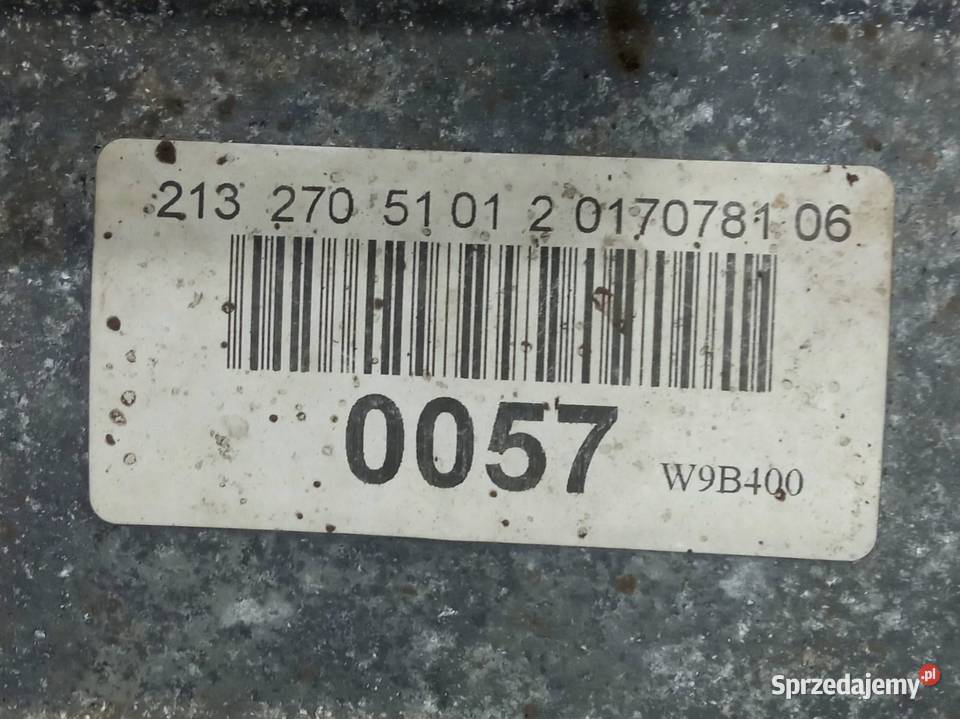 213 270 51 01 2 0170781 06
0057
W9B400
Sprzedajemy.pl